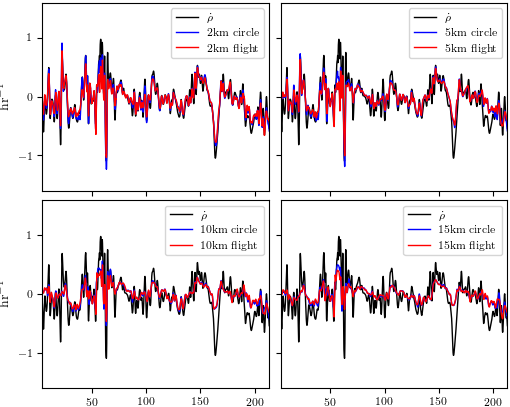 1
0
−1
hr−1
ρ̇
2km circle
2km flight
ρ̇
5km circle
5km flight
1
0
−1
hr−1
ρ̇
10km circle
10km flight
ρ̇
15km circle
15km flight
50 100 150 200
50 100 150 200